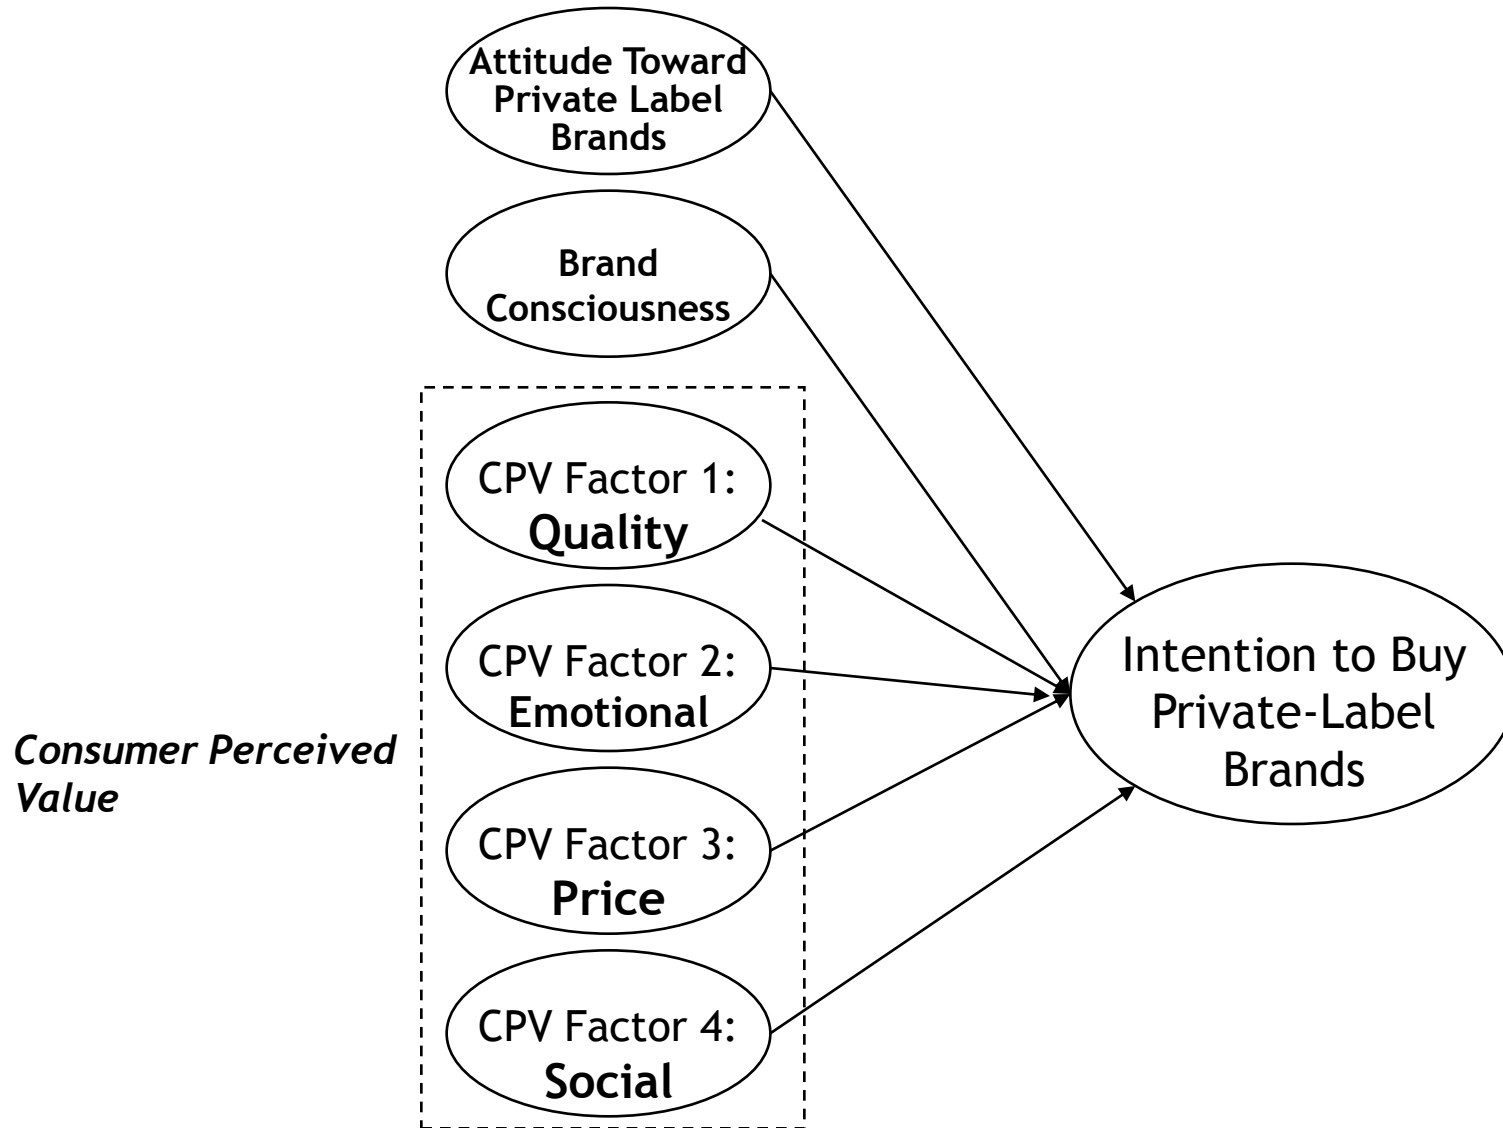 Attitude Toward
Private Label
Brands
Brand
Consciousness
CPV Factor 1:
Quality
CPV Factor 2:
Emotional
Consumer Perceived
Value
CPV Factor 3:
Price
CPV Factor 4:
Social
Intention to Buy
Private-Label
Brands